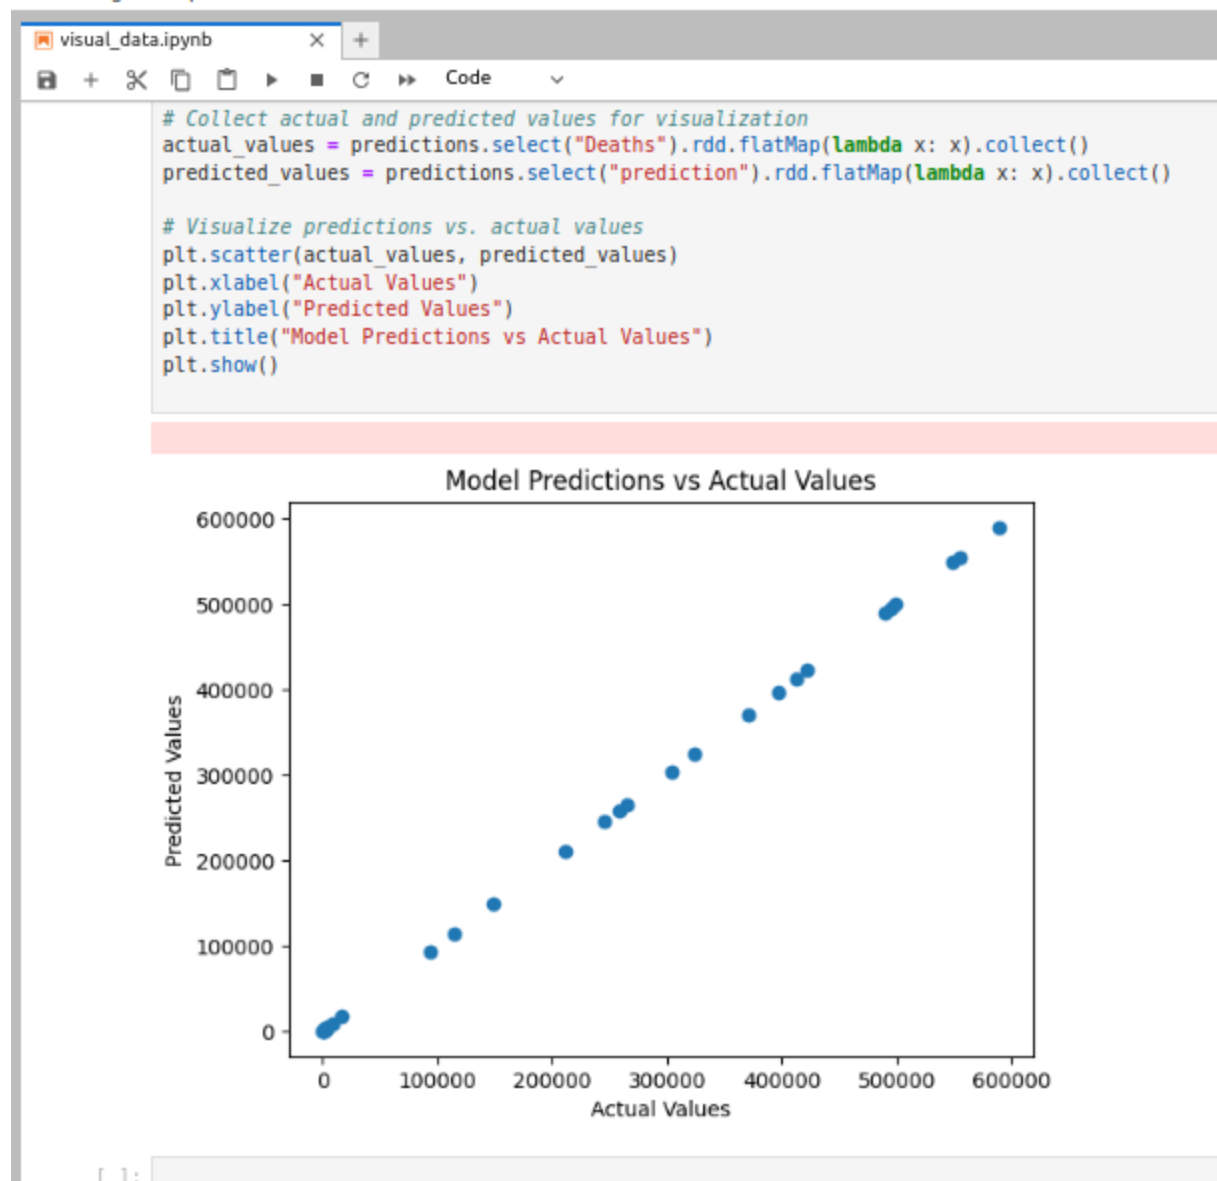 visual_data.ipynb
Code
# Collect actual and predicted values for visualization
actual_values = predictions.select("Deaths").rdd.flatMap(lambda x: x).collect()
predicted_values = predictions.select("prediction").rdd.flatMap(lambda x: x).collect()
# Visualize predictions vs. actual values
plt.scatter(actual_values, predicted_values)
plt.xlabel("Actual Values")
plt.ylabel("Predicted Values")
plt.title("Model Predictions vs Actual Values")
plt.show()
Model Predictions vs Actual Values
600000
500000
400000
300000
200000
100000
0
Predicted Values
0 100000 200000 300000 400000 500000 600000
Actual Values
[ ]: